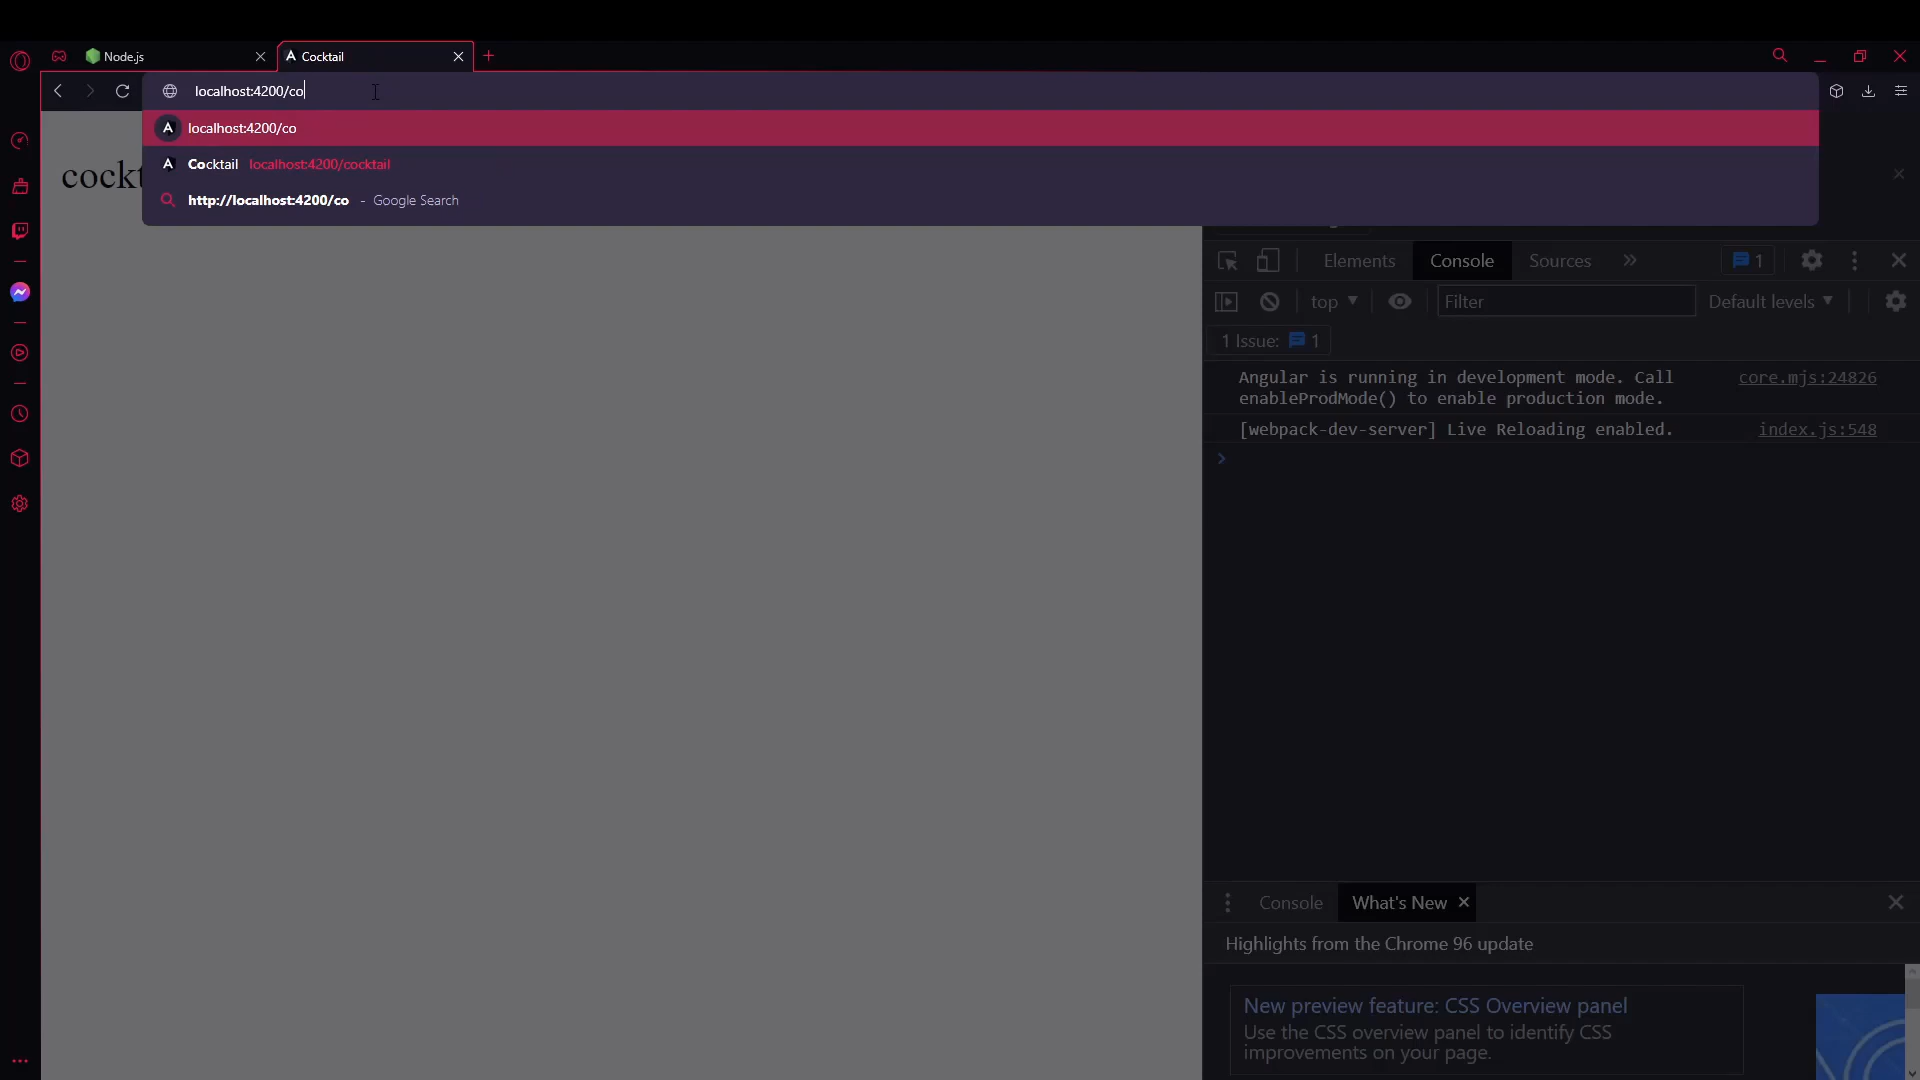 Node.js
Cocktail
localhost:4200/co
localhost:4200/co
Cocktail localhost:4200/cocktail
http://localhost:4200/co - Google Search
cockt
Elements Console Sources 1
top Filter Default levels
1 Issue: 1
Angular is running in development mode. Call core.mjs:24826
enableProdMode() to enable production mode.
[webpack-dev-server] Live Reloading enabled. index.js:548
Console What's New
Highlights from the Chrome 96 update
New preview feature: CSS Overview panel
Use the CSS overview panel to identify CSS
improvements on your page.